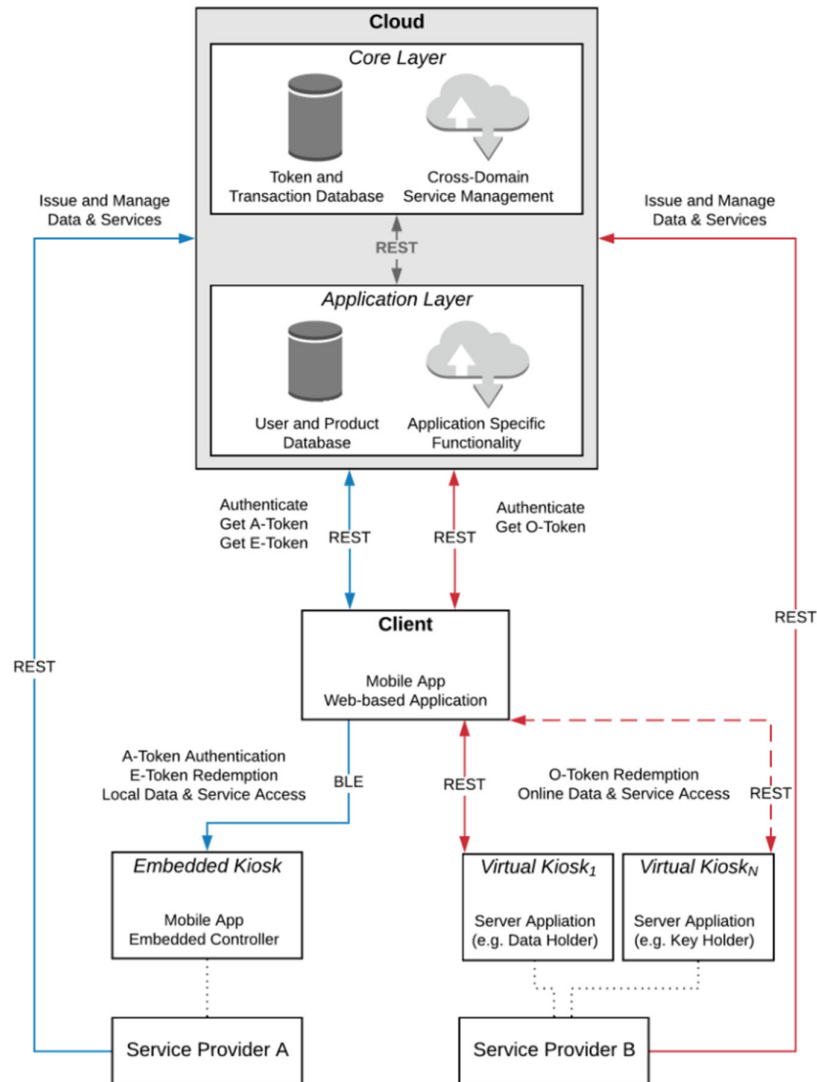 Cloud
Core Layer
Token and
Transaction Database
Cross-Domain
Service Management
Issue and Manage
Data & Services
Issue and Manage
Data & Services
REST
Application Layer
User and Product
Database
Application Specific
Functionality
Authenticate
Get A-Token
Get E-Token
REST
REST
Authenticate
Get O-Token
Client
Mobile App
Web-based Application
REST
REST
A-Token Authentication
E-Token Redemption
Local Data & Service Access
BLE
REST
O-Token Redemption
Online Data & Service Access
REST
Embedded Kiosk
Mobile App
Embedded Controller
Virtual Kiosk1
Server Appliation
(e.g. Data Holder)
Virtual KioskN
Server Appliation
(e.g. Key Holder)
Service Provider A
Service Provider B